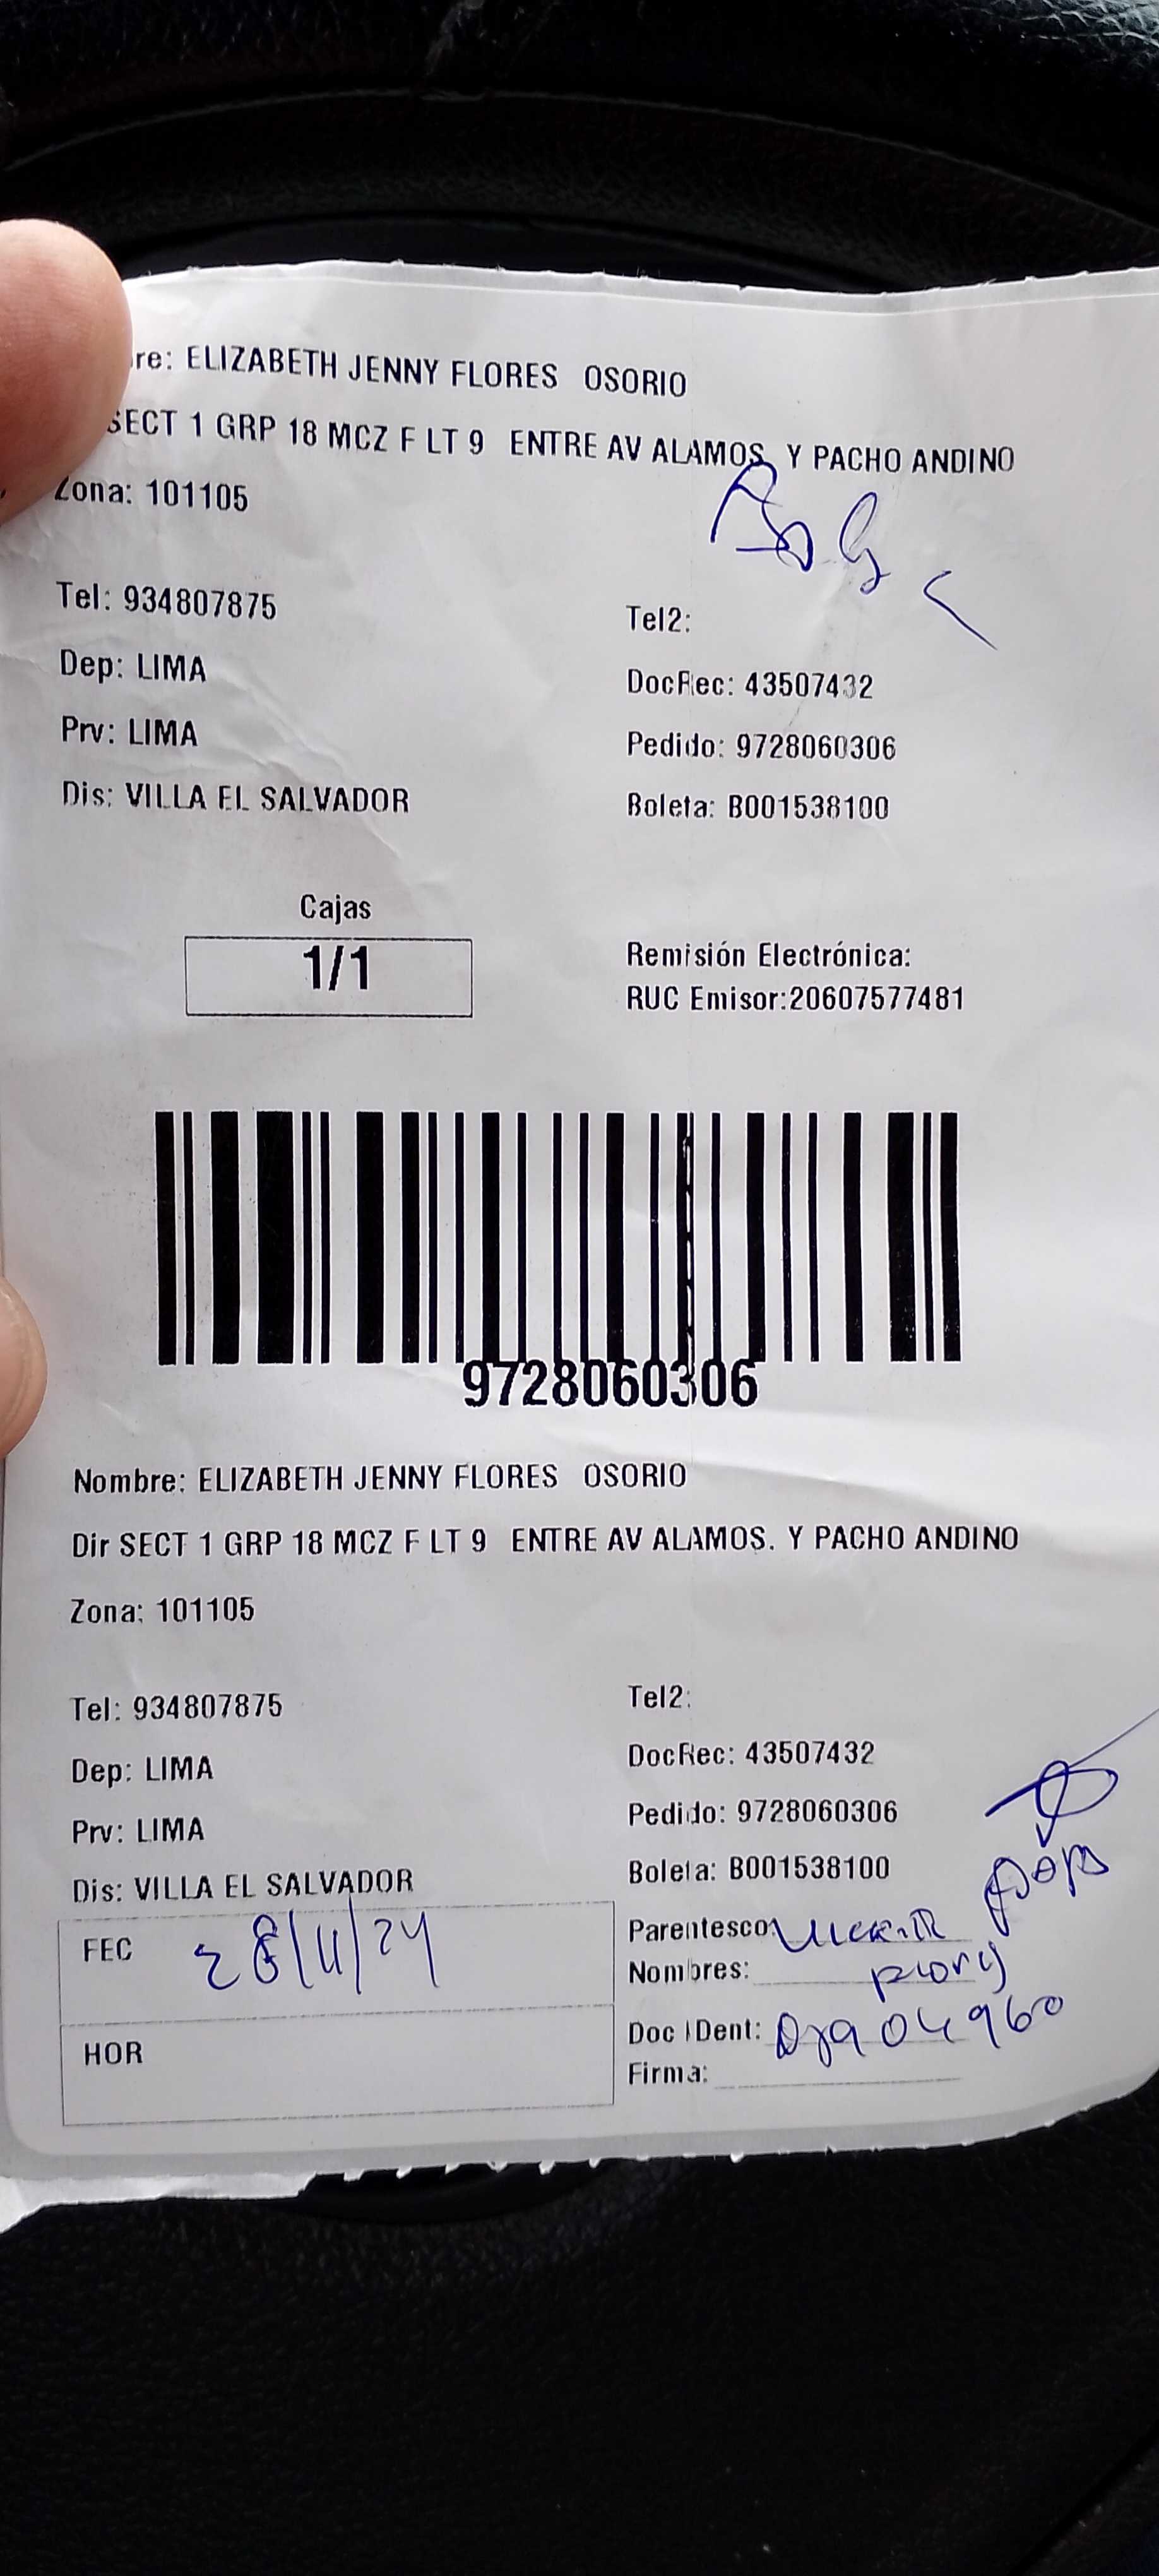 re: ELIZABETH JENNY FLORES OSORIO
SECT 1 GRP 18 MCZ F LT 9 ENTRE AV ALAMOS. Y PACHO ANDINO
Zona: 101105
Tel: 934807875
Tel2:
Dep: LIMA
DocRec: 43507432
Prv: LIMA
Pedido: 9728060306
Dis: VILLA EL SALVADOR
Boleta: B001538100
Cajas
1/1
Remisión Electrónica:
RUC Emisor:20607577481
9728060306
Nombre: ELIZABETH JENNY FLORES OSORIO
Dir SECT 1 GRP 18 MCZ F LT 9 ENTRE AV ALAMOS. Y PACHO ANDINO
Zona: 101105
Tel: 934807875
Tel2:
Dep: LIMA
DocRec: 43507432
Prv: LIMA
Pedido: 9728060306
Dis: VILLA EL SALVADOR
Boleta: B001538100
FEC 28/11/24
Parentesco:
Nombres:
HOR
Doc IDent:
Firma: